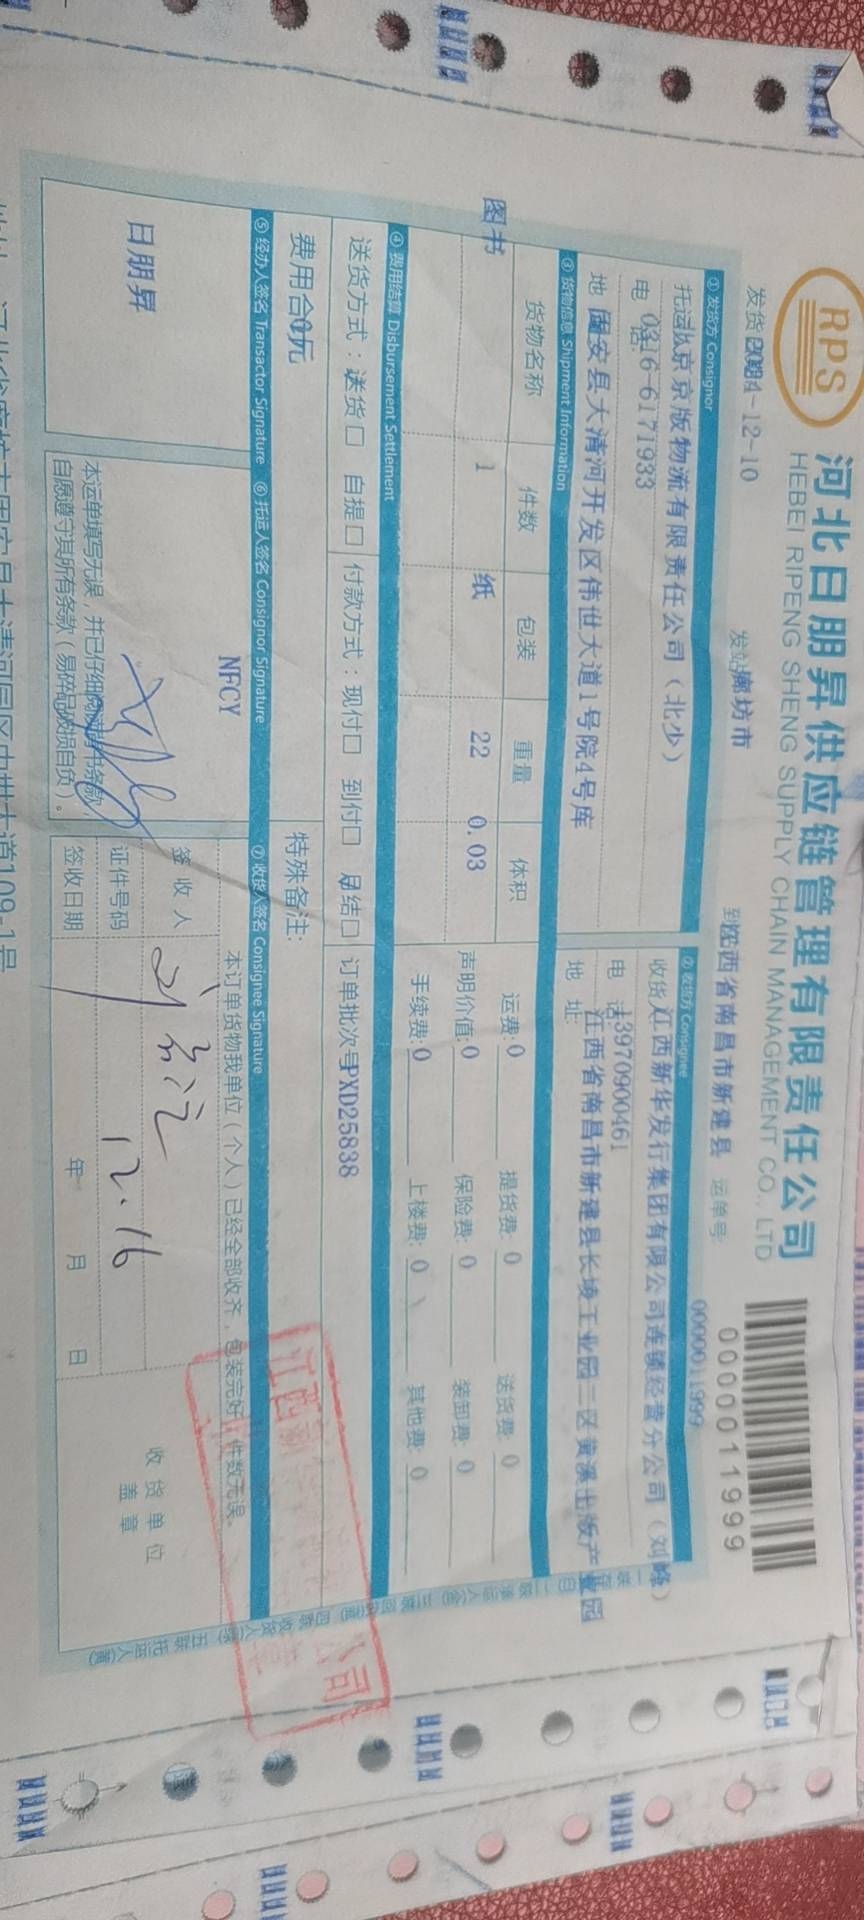 RPS
河北日朋昇供应链管理有限责任公司
HEBEI RIPENG SHENG SUPPLY CHAIN MANAGEMENT CO., LTD
0000011999
发货 2024-12-10 发站 廊坊市 到 江西省南昌市新建县 运单号:
0000011999
① 发货方 Consignor ② 收货方 Consignee
托运 北京京版物流有限责任公司（北少） 收货人 江西新华发行集团有限公司连锁经营分公司（刘峰）
电话: 0316-6171933 电 话: 13970900461
地 固安县大清河开发区伟世大道1号院4号库 地 址: 江西省南昌市新建县长堎工业园二区黄溪出版产业园
③ 货物信息 Shipment Information
货物名称 件数 包装 重量 体积 运费: 0 提货费: 0 送货费: 0
图书 1 纸 22 0.03 声明价值: 0 保险费: 0 装卸费: 0
手续费: 0 上楼费: 0 其他费: 0
④ 费用结算 Disbursement Settlement
送货方式：送货□ 自提□ 付款方式：现付□ 到付□ 月结□ 订单批次号 PXD25838
费用合 0元 特殊备注:
⑤ 经办人签名 Transactor Signature ⑥ 托运人签名 Consignor Signature ⑦ 收货人签名 Consignee Signature
NFCY
本订单货物我单位（个人）已经全部收齐，包装完好，件数无误。
日朋昇
签 收 人
证件号码 12.16
签收日期 年 月 日
收货单位
盖 章
本运单填写无误，并已仔细阅读背书条款，
自愿遵守其所有条款（易碎品破损自负）。
江西
公司